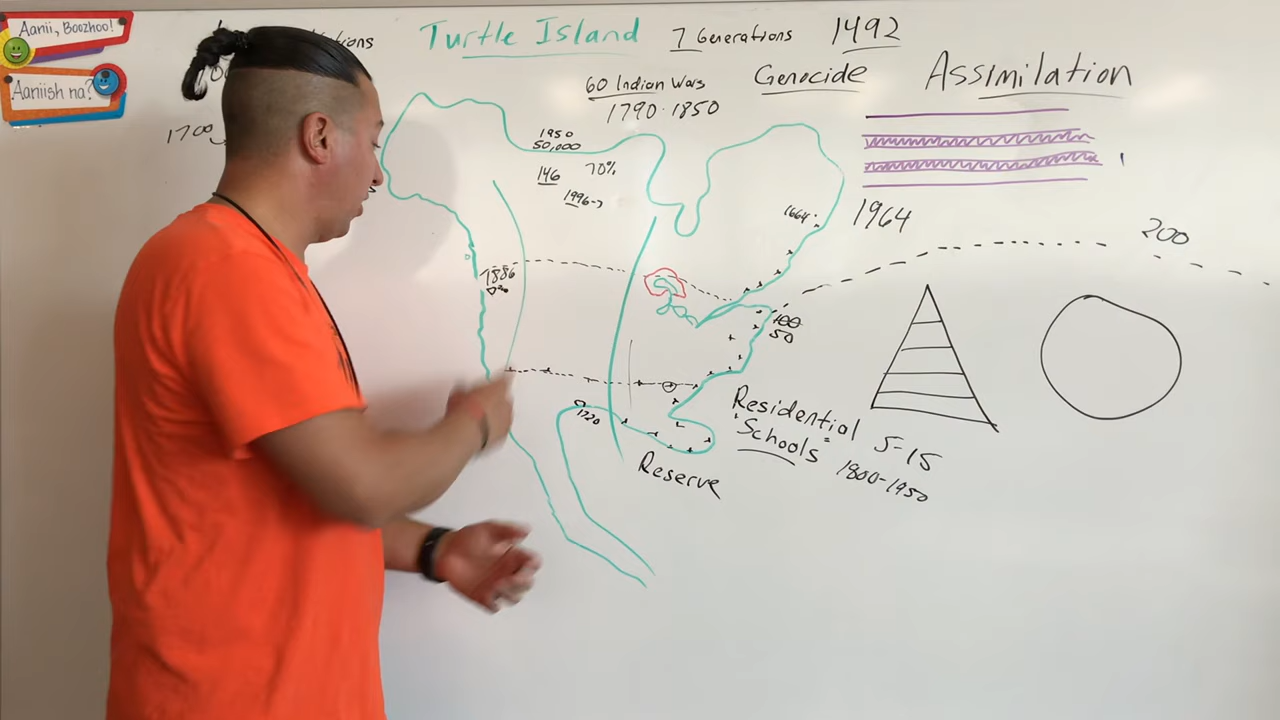 Aanii, Boozhoo!
Aaniish na?
Turtle Island
7 Generations
1492
60 Indian Wars
1790-1850
Genocide
Assimilation
1700
1950
50,000
146
70%
1996→
1664
1964
200
1886
100
50
1720
Residential
"Schools"
5-15
1800-1950
Reserve